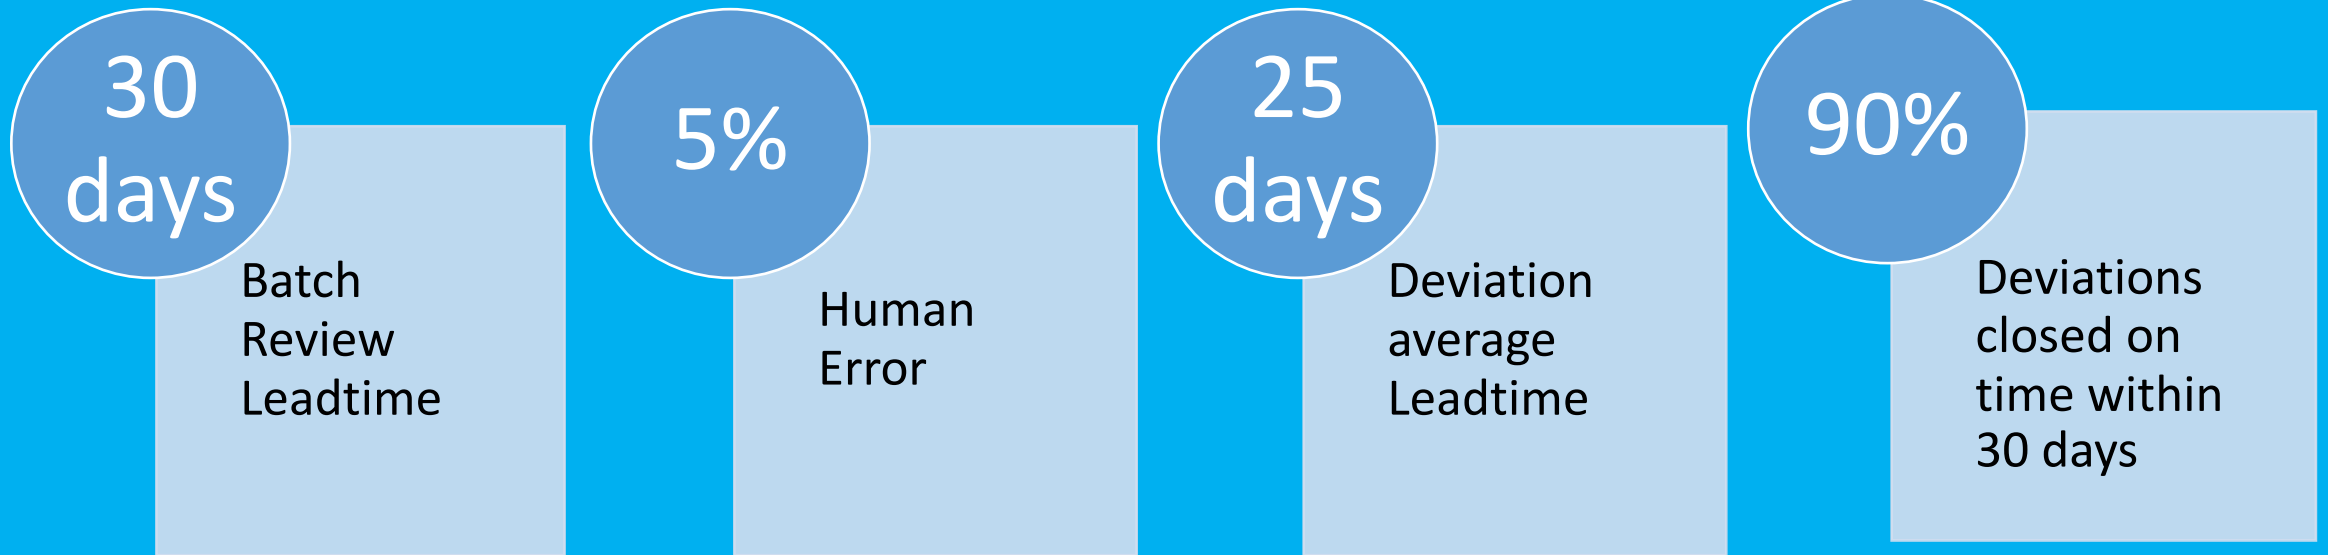 30
days
Batch
Review
Leadtime
5%
Human
Error
25
days
Deviation
average
Leadtime
90%
Deviations
closed on
time within
30 days